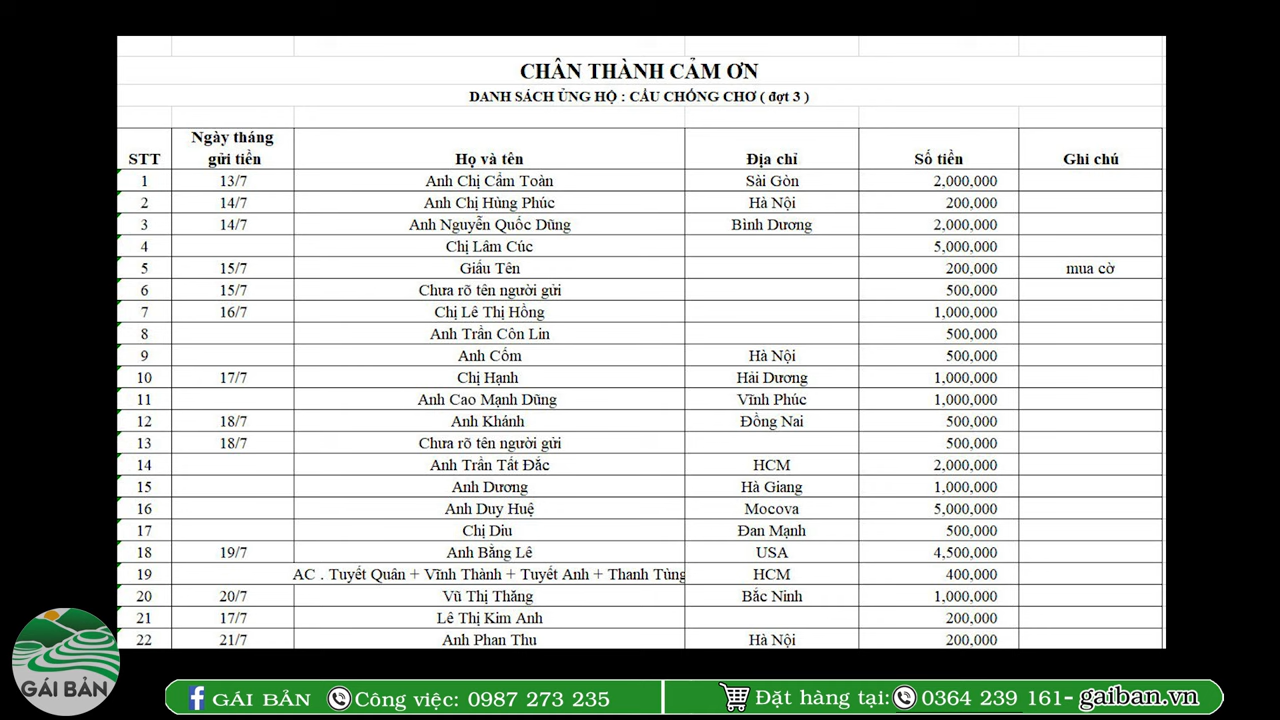 CHÂN THÀNH CẢM ƠN
DANH SÁCH ỦNG HỘ : CẦU CHỐNG CHƠ ( đợt 3 )
STT Ngày tháng gửi tiền Họ và tên Địa chỉ Số tiền Ghi chú
1 13/7 Anh Chị Cầm Toàn Sài Gòn 2,000,000
2 14/7 Anh Chị Hùng Phúc Hà Nội 200,000
3 14/7 Anh Nguyễn Quốc Dũng Bình Dương 2,000,000
4 Chị Lâm Cúc 5,000,000
5 15/7 Giấu Tên 200,000 mua cờ
6 15/7 Chưa rõ tên người gửi 500,000
7 16/7 Chị Lê Thị Hồng 1,000,000
8 Anh Trần Côn Lin 500,000
9 Anh Cốm Hà Nội 500,000
10 17/7 Chị Hạnh Hải Dương 1,000,000
11 Anh Cao Mạnh Dũng Vĩnh Phúc 1,000,000
12 18/7 Anh Khánh Đồng Nai 500,000
13 18/7 Chưa rõ tên người gửi 500,000
14 Anh Trần Tất Đắc HCM 2,000,000
15 Anh Dương Hà Giang 1,000,000
16 Anh Duy Huệ Mocova 5,000,000
17 Chị Diu Đan Mạnh 500,000
18 19/7 Anh Bằng Lê USA 4,500,000
19 AC . Tuyết Quân + Vĩnh Thành + Tuyết Anh + Thanh Tùng HCM 400,000
20 20/7 Vũ Thị Thăng Bắc Ninh 1,000,000
21 17/7 Lê Thị Kim Anh 200,000
22 21/7 Anh Phan Thu Hà Nội 200,000
GÁI BẢN
GÁI BẢN Công việc: 0987 273 235 Đặt hàng tại: 0364 239 161- gaiban.vn